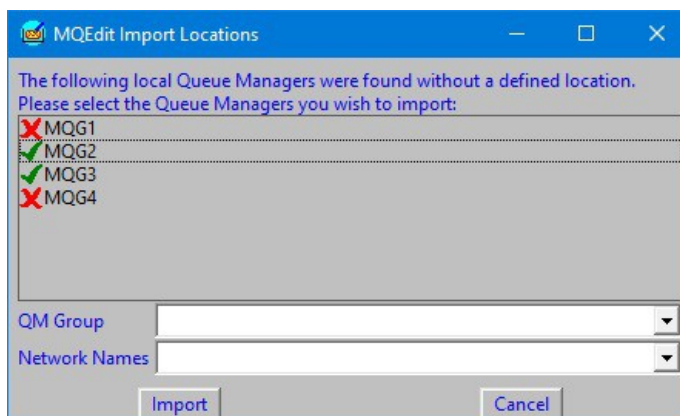 MQEdit Import Locations
The following local Queue Managers were found without a defined location.
Please select the Queue Managers you wish to import:
MQG1
MQG2
MQG3
MQG4
QM Group
Network Names
Import Cancel